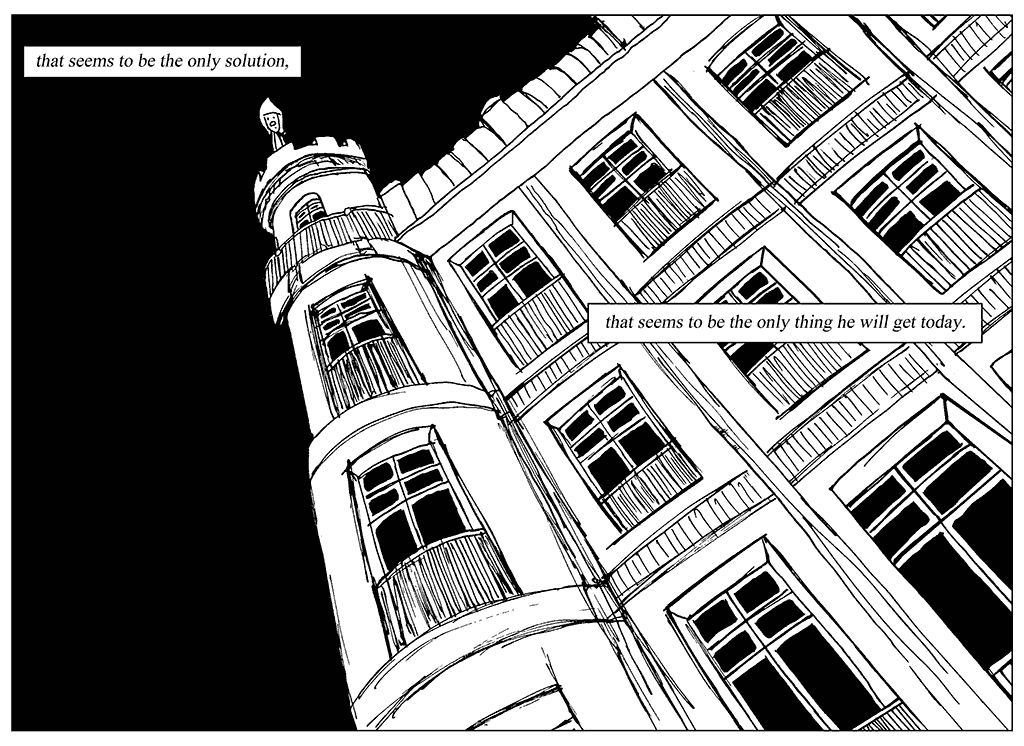 that seems to be the only solution,
that seems to be the only thing he will get today.